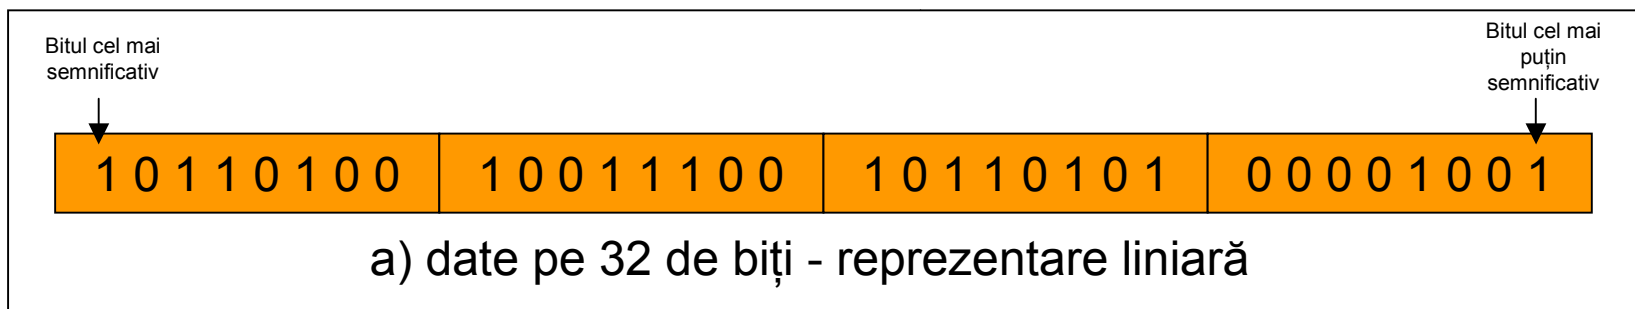 Bitul cel mai
semnificativ
Bitul cel mai
puțin
semnificativ
1 0 1 1 0 1 0 0 1 0 0 1 1 1 0 0 1 0 1 1 0 1 0 1 0 0 0 0 1 0 0 1
a) date pe 32 de biți - reprezentare liniară